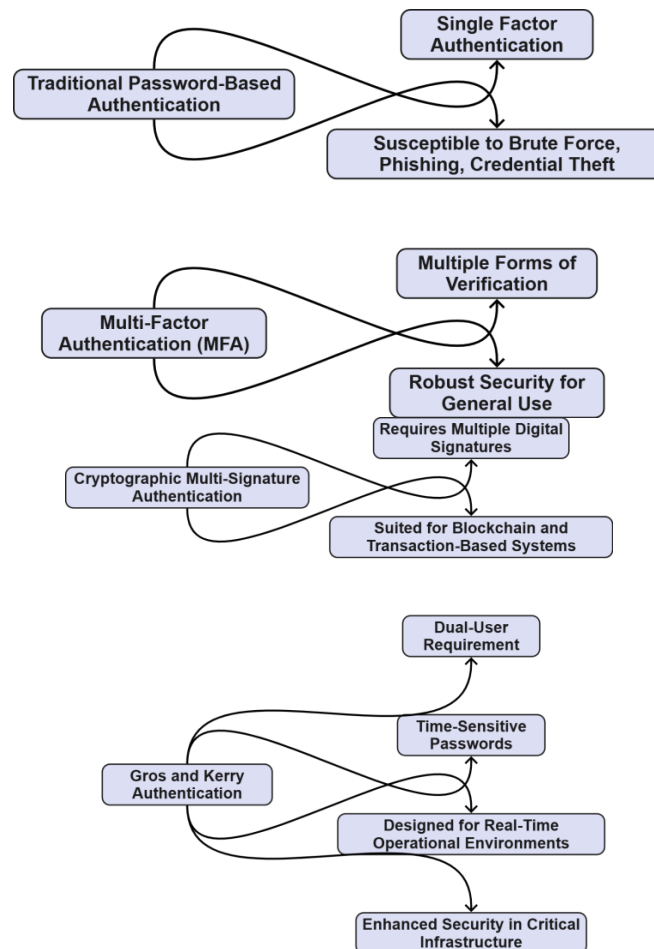 Single Factor
Authentication
Traditional Password-Based
Authentication
Susceptible to Brute Force,
Phishing, Credential Theft
Multiple Forms of
Verification
Multi-Factor
Authentication (MFA)
Robust Security for
General Use
Requires Multiple Digital
Signatures
Cryptographic Multi-Signature
Authentication
Suited for Blockchain and
Transaction-Based Systems
Dual-User
Requirement
Time-Sensitive
Passwords
Gros and Kerry
Authentication
Designed for Real-Time
Operational Environments
Enhanced Security in Critical
Infrastructure